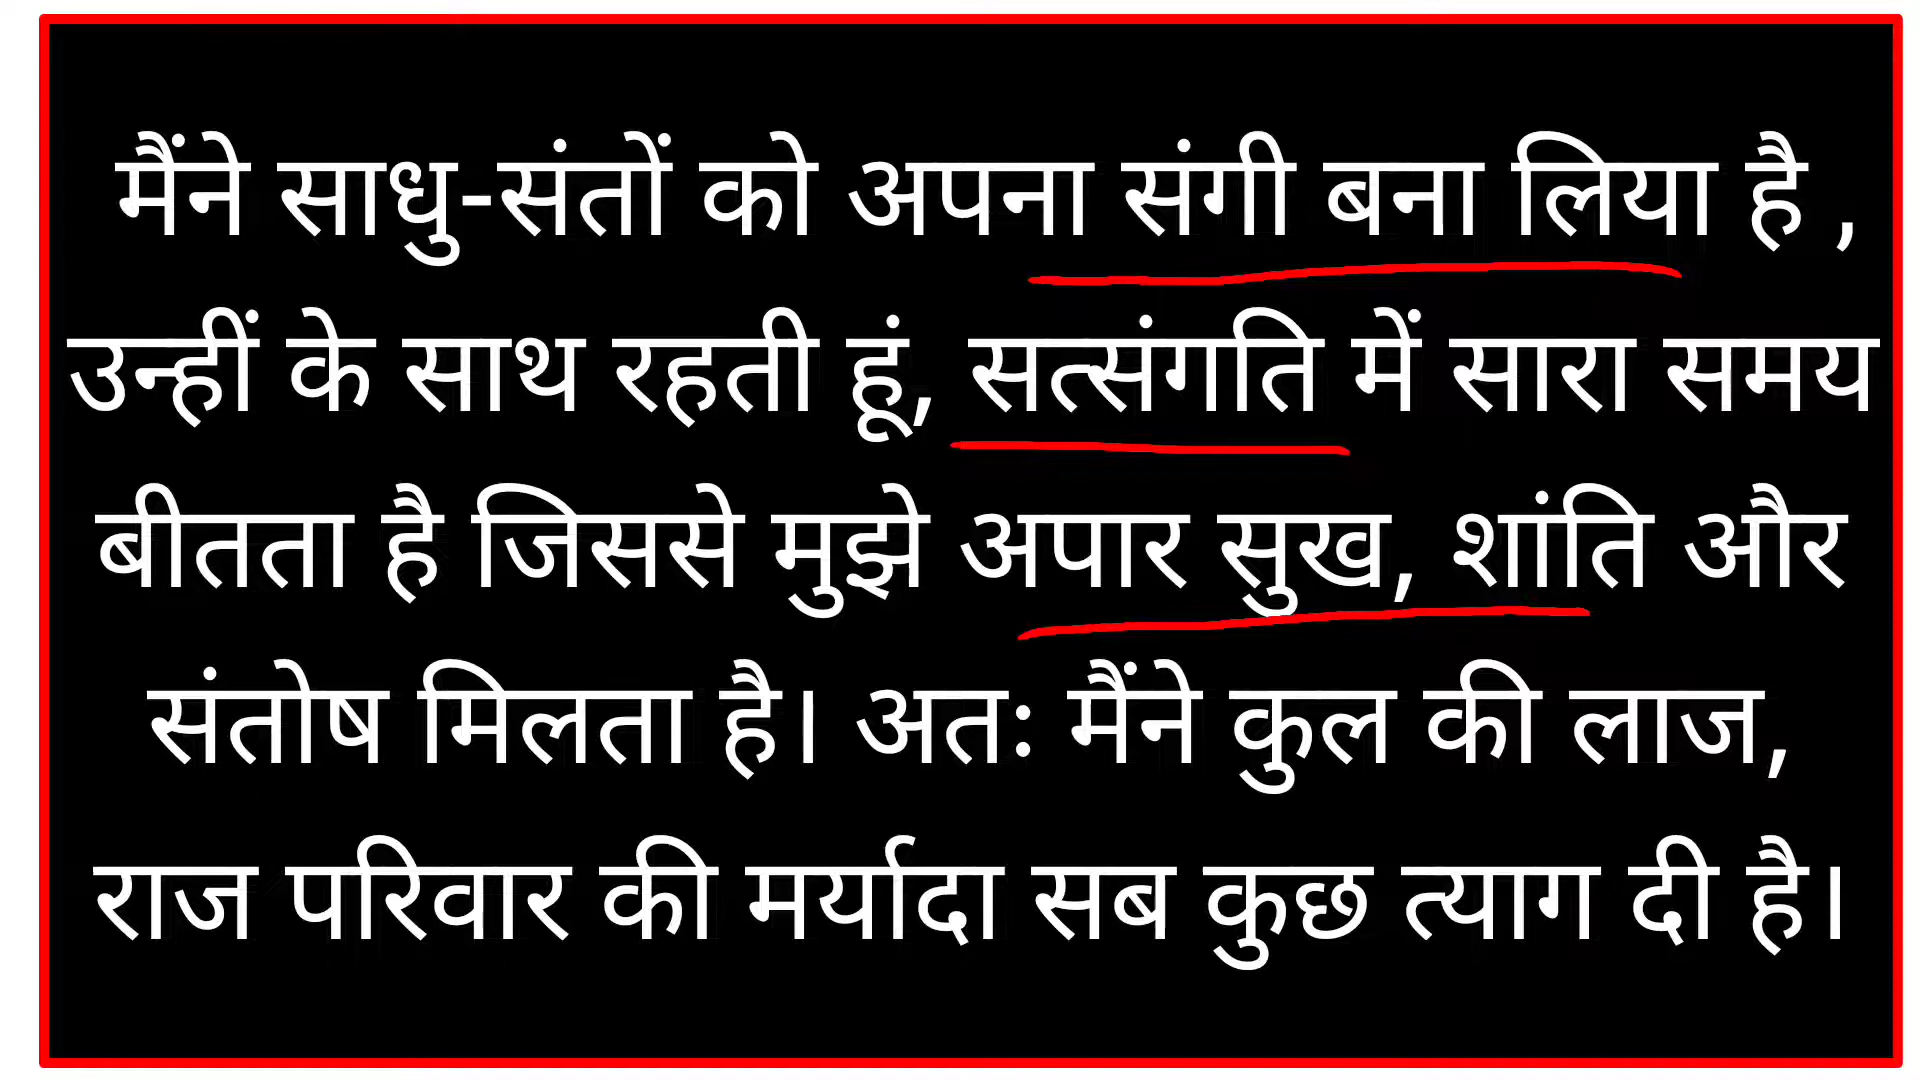 मैंने साधु-संतों को अपना संगी बना लिया है ,
उन्हीं के साथ रहती हूं, सत्संगति में सारा समय
बीतता है जिससे मुझे अपार सुख, शांति और
संतोष मिलता है। अतः मैंने कुल की लाज,
राज परिवार की मर्यादा सब कुछ त्याग दी है।